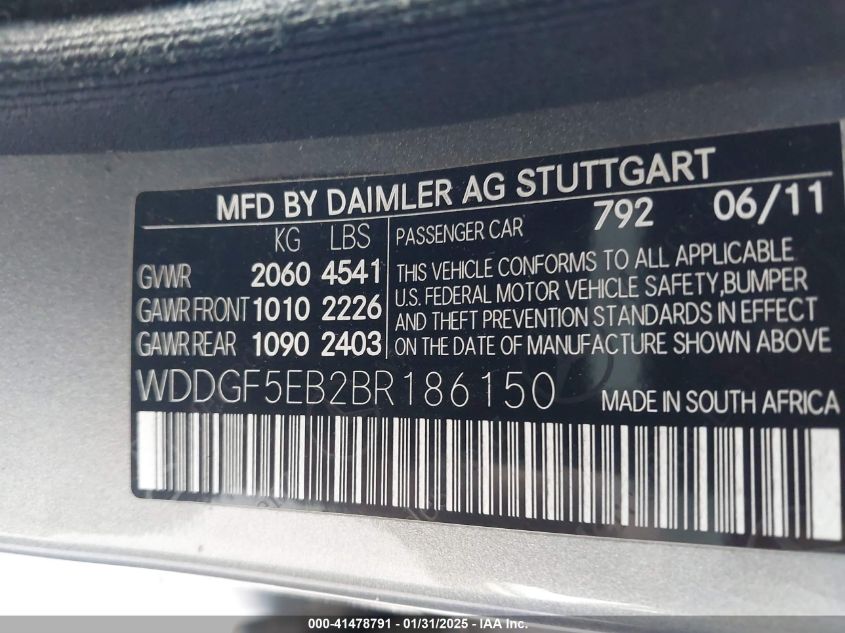 MFD BY DAIMLER AG STUTTGART
792 06/11
KG LBS
GVWR 2060 4541
GAWR FRONT 1010 2226
GAWR REAR 1090 2403
PASSENGER CAR
THIS VEHICLE CONFORMS TO ALL APPLICABLE
U.S. FEDERAL MOTOR VEHICLE SAFETY,BUMPER
AND THEFT PREVENTION STANDARDS IN EFFECT
ON THE DATE OF MANUFACTURE SHOWN ABOVE.
WDDGF5EB2BR186150
MADE IN SOUTH AFRICA
000-41478791 - 01/31/2025 - IAA Inc.